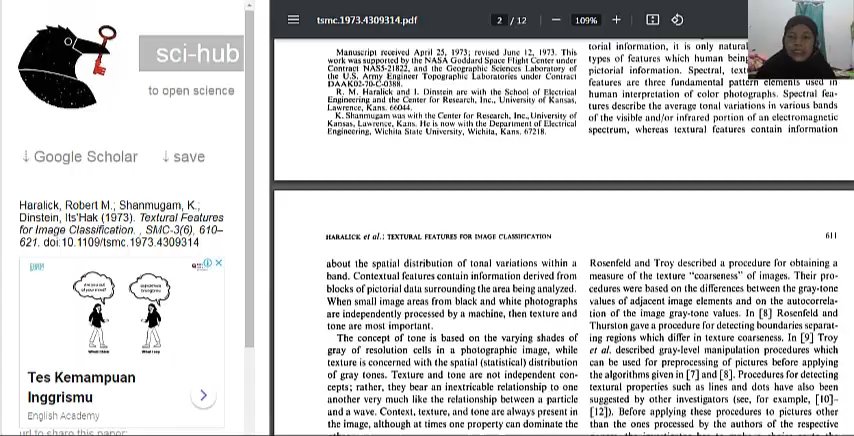 tsmc.1973.4309314.pdf
2 / 12
109%
sci-hub
to open science
↓ Google Scholar
↓ save
Haralick, Robert M.; Shanmugam, K.;
Dinstein, Its'Hak (1973). Textural Features
for Image Classification. , SMC-3(6), 610–
621. doi:10.1109/tsmc.1973.4309314
What I think
What I say
Tes Kemampuan
Inggrismu
English Academy
url to share this paper:
Manuscript received April 25, 1973; revised June 12, 1973. This
work was supported by the NASA Goddard Space Flight Center under
Contract NAS5-21822, and the Geographic Sciences Laboratory of
the U.S. Army Engineer Topographic Laboratories under Contract
DAAK02-70-C-0388.
R. M. Haralick and I. Dinstein are with the School of Electrical
Engineering and the Center for Research, Inc., University of Kansas,
Lawrence, Kans. 66044.
K. Shanmugam was with the Center for Research, Inc., University of
Kansas, Lawrence, Kans. He is now with the Department of Electrical
Engineering, Wichita State University, Wichita, Kans. 67218.
torial information, it is only natural
types of features which human bein
pictorial information. Spectral, text
features are three fundamental pattern elements used in
human interpretation of color photographs. Spectral fea-
tures describe the average tonal variations in various bands
of the visible and/or infrared portion of an electromagnetic
spectrum, whereas textural features contain information
HARALICK et al.: TEXTURAL FEATURES FOR IMAGE CLASSIFICATION
611
about the spatial distribution of tonal variations within a
band. Contextual features contain information derived from
blocks of pictorial data surrounding the area being analyzed.
When small image areas from black and white photographs
are independently processed by a machine, then texture and
tone are most important.
The concept of tone is based on the varying shades of
gray of resolution cells in a photographic image, while
texture is concerned with the spatial (statistical) distribution
of gray tones. Texture and tone are not independent con-
cepts; rather, they bear an inextricable relationship to one
another very much like the relationship between a particle
and a wave. Context, texture, and tone are always present in
the image, although at times one property can dominate the
Rosenfeld and Troy described a procedure for obtaining a
measure of the texture "coarseness" of images. Their pro-
cedures were based on the differences between the gray-tone
values of adjacent image elements and on the autocorrela-
tion of the image gray-tone values. In [8] Rosenfeld and
Thurston gave a procedure for detecting boundaries separat-
ing regions which differ in texture coarseness. In [9] Troy
et al. described gray-level manipulation procedures which
can be used for preprocessing of pictures before applying
the algorithms given in [7] and [8]. Procedures for detecting
textural properties such as lines and dots have also been
suggested by other investigators (see, for example, [10]–
[12]). Before applying these procedures to pictures other
than the ones processed by the authors of the respective